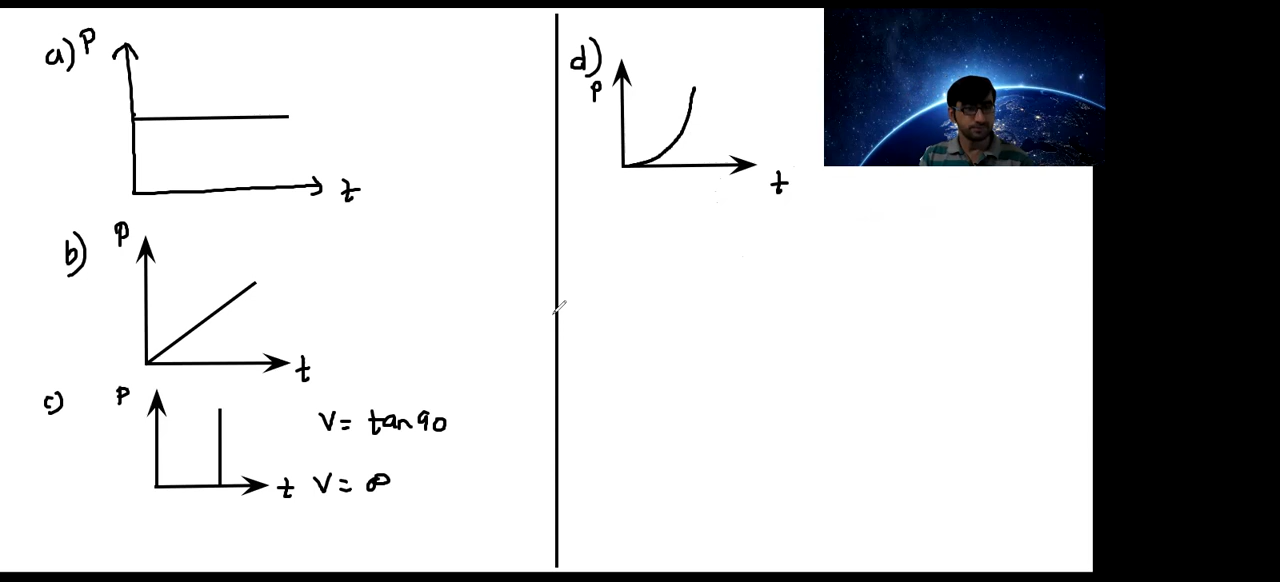 a) P
t
b) P
t
c) P
t
V = tan 90
V = ∞
d)
P
t